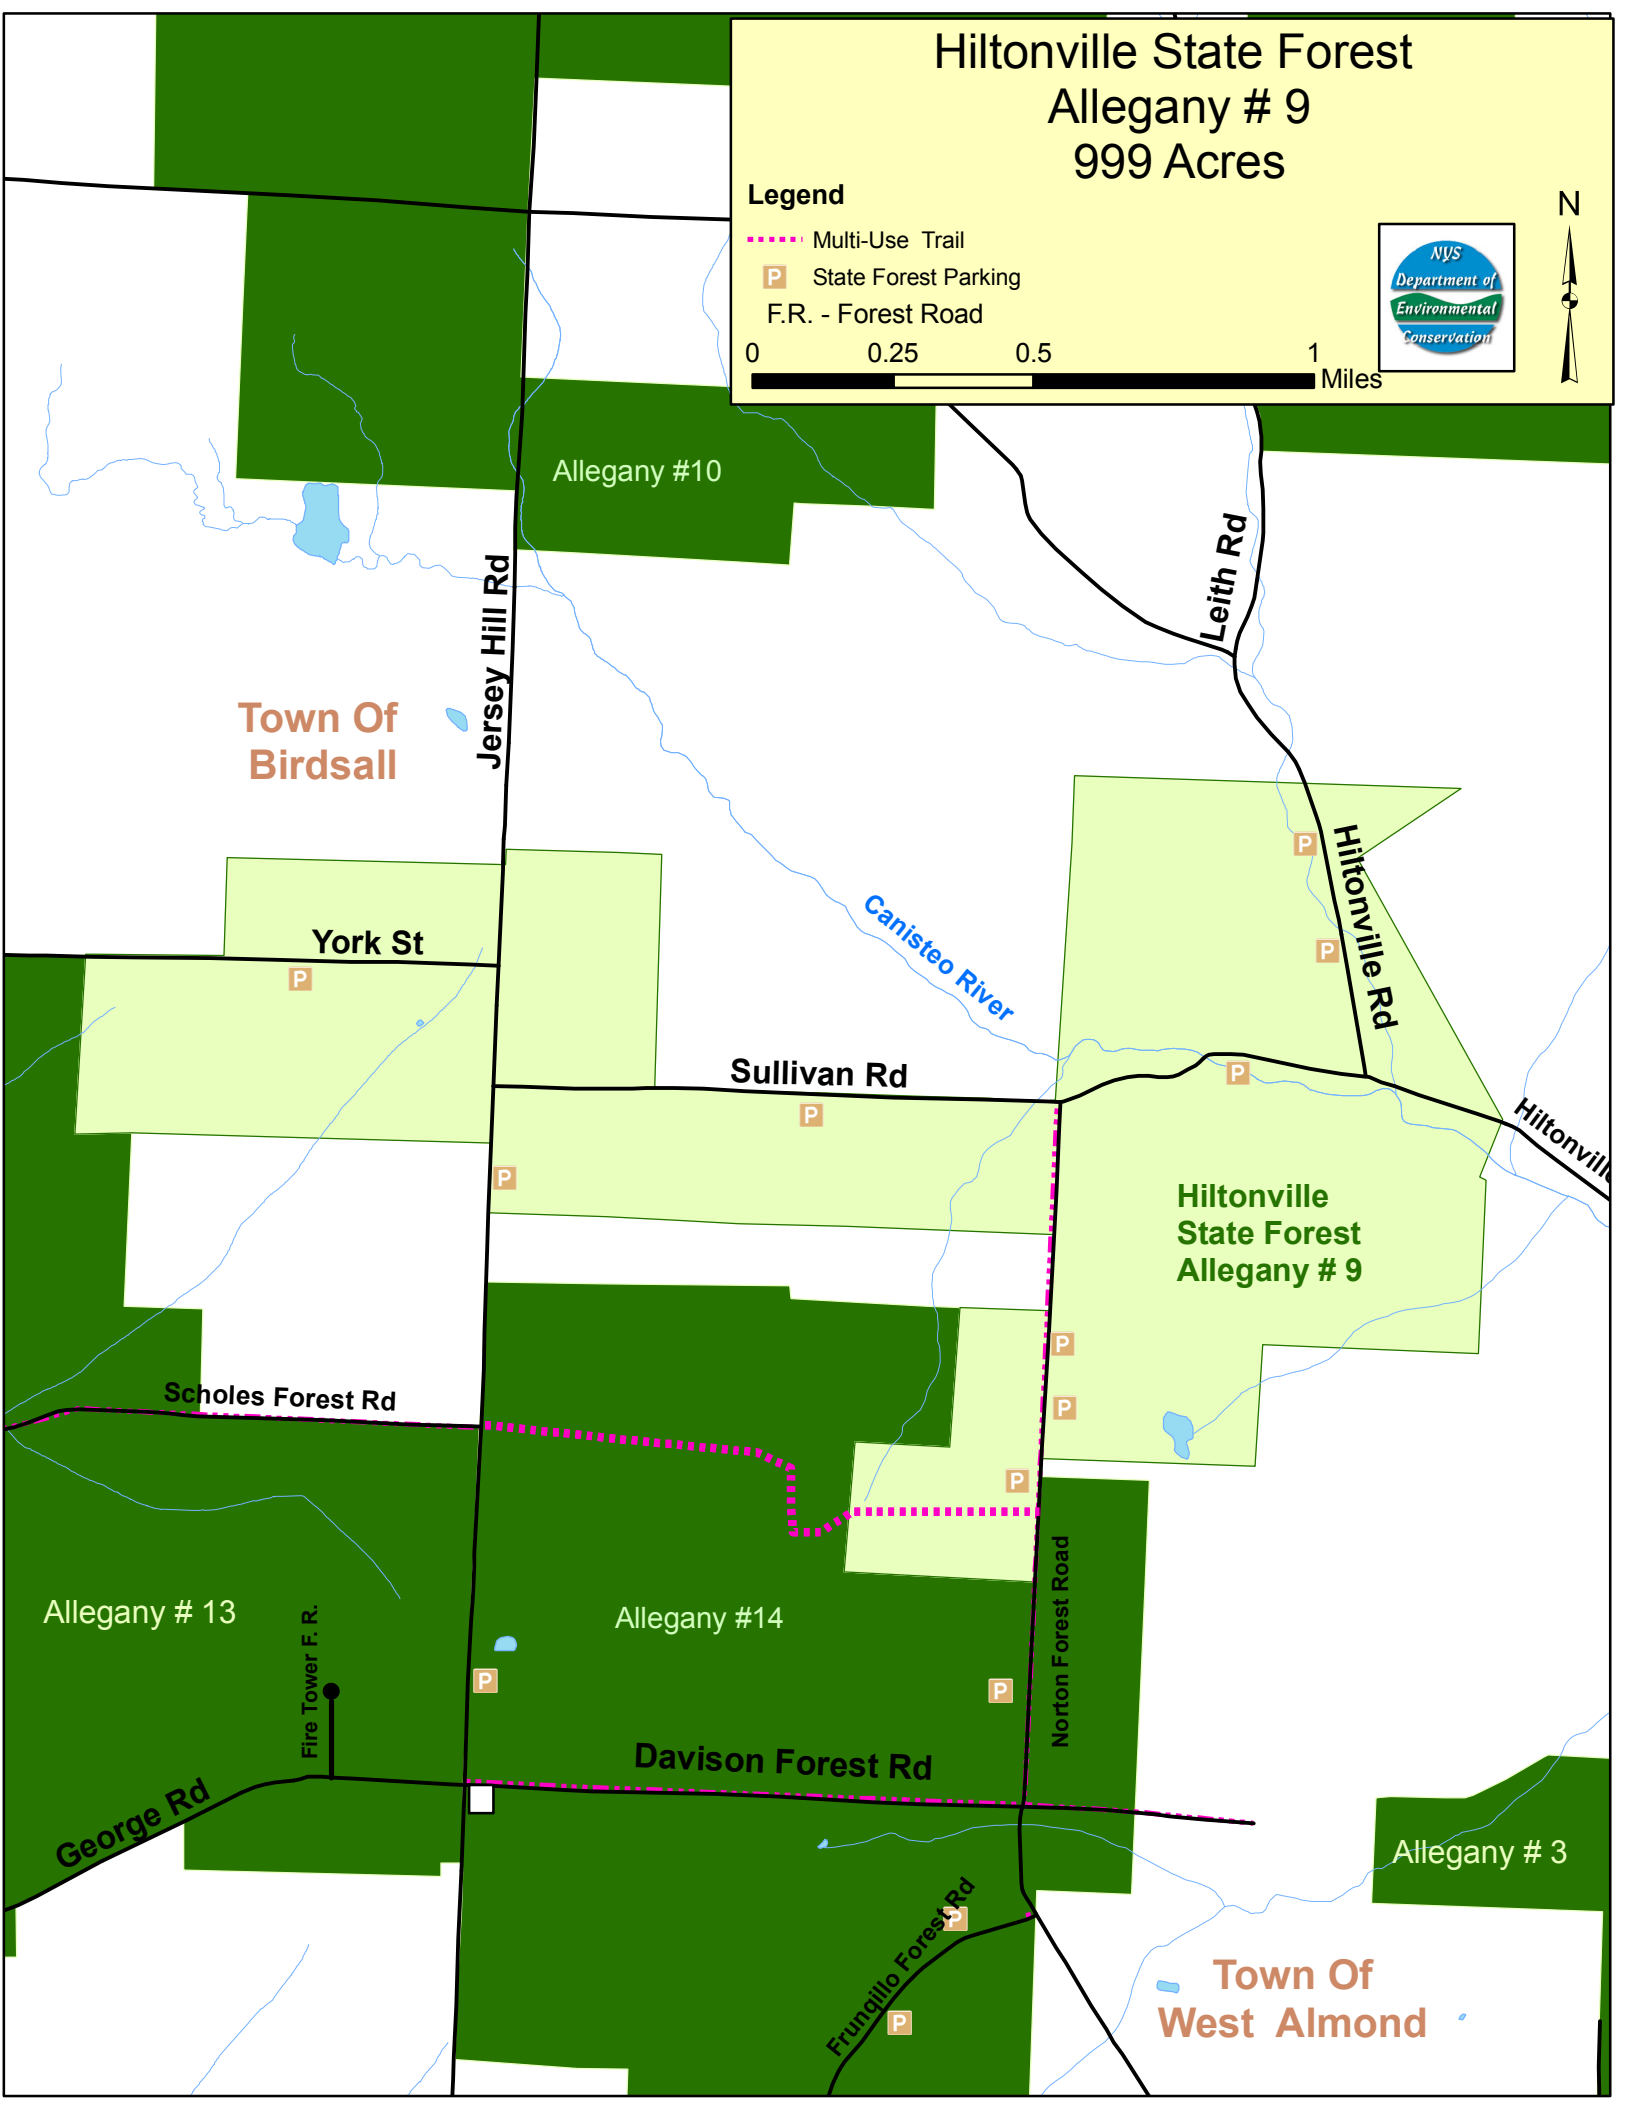 Hiltonville State Forest
Allegany # 9
999 Acres
Legend
Multi-Use Trail
P State Forest Parking
F.R. - Forest Road
0 0.25 0.5 1
Miles
NYS
Department of
Environmental
Conservation
N
Allegany #10
Leith Rd
Jersey Hill Rd
Town Of
Birdsall
P
Hiltonville Rd
Canisteo River
York St
P
P
Sullivan Rd
P
P
Hiltonville
P
Hiltonville
State Forest
Allegany # 9
P
Scholes Forest Rd
P
P
Norton Forest Road
Allegany # 13
Allegany #14
Fire Tower F. R.
P
P
Davison Forest Rd
George Rd
Allegany # 3
Frungillo Forest Rd
P
Town Of
West Almond
P